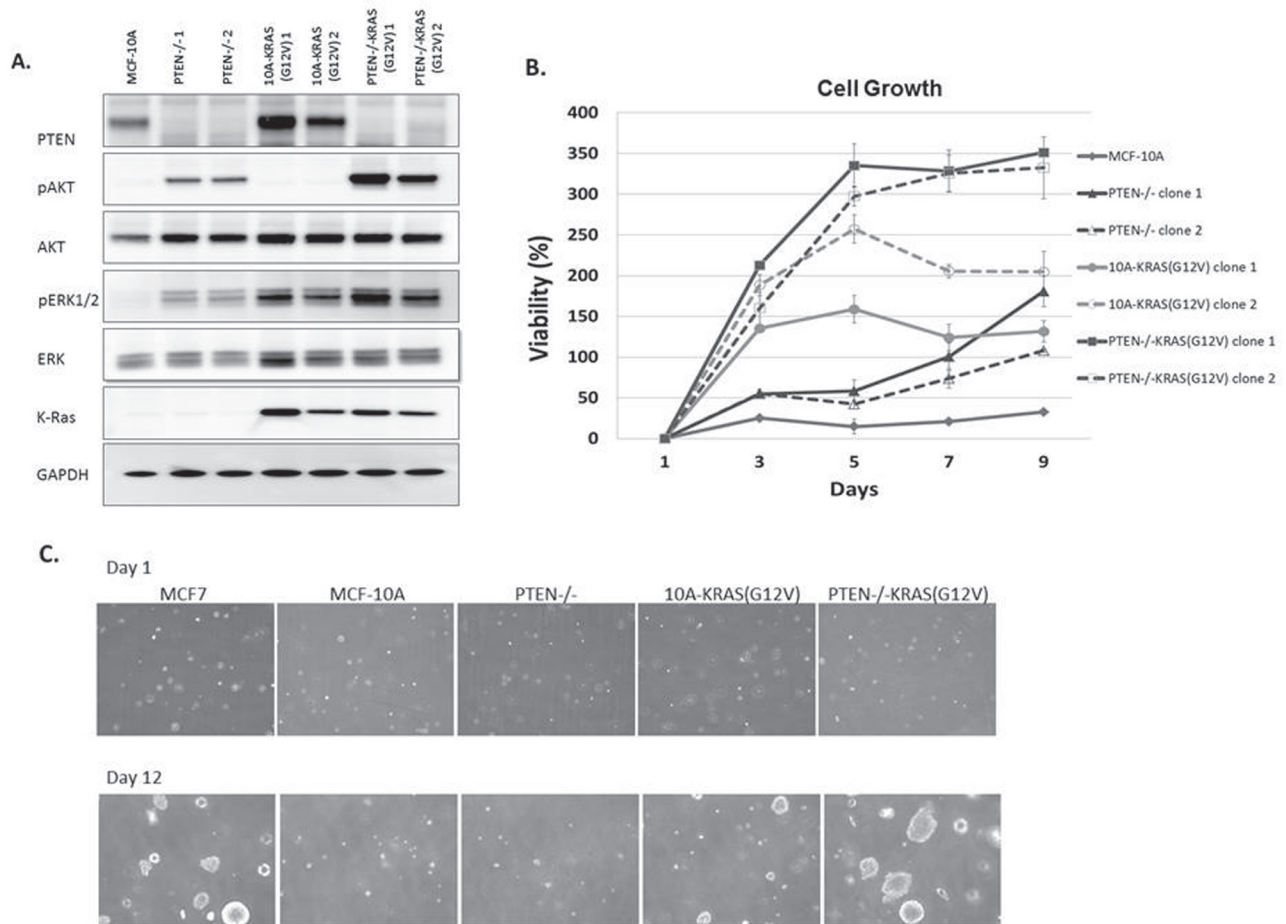 A.
MCF-10A
PTEN-/-1
PTEN-/-2
10A-KRAS
(G12V) 1
10A-KRAS
(G12V) 2
PTEN-/-KRAS
(G12V) 1
PTEN-/-KRAS
(G12V) 2
PTEN
pAKT
AKT
pERK1/2
ERK
K-Ras
GAPDH
B.
Cell Growth
Viability (%)
400
350
300
250
200
150
100
50
0
1 3 5 7 9
Days
MCF-10A
PTEN-/- clone 1
PTEN-/- clone 2
10A-KRAS(G12V) clone 1
10A-KRAS(G12V) clone 2
PTEN-/-KRAS(G12V) clone 1
PTEN-/-KRAS(G12V) clone 2
C.
Day 1
MCF7 MCF-10A PTEN-/- 10A-KRAS(G12V) PTEN-/-KRAS(G12V)
Day 12